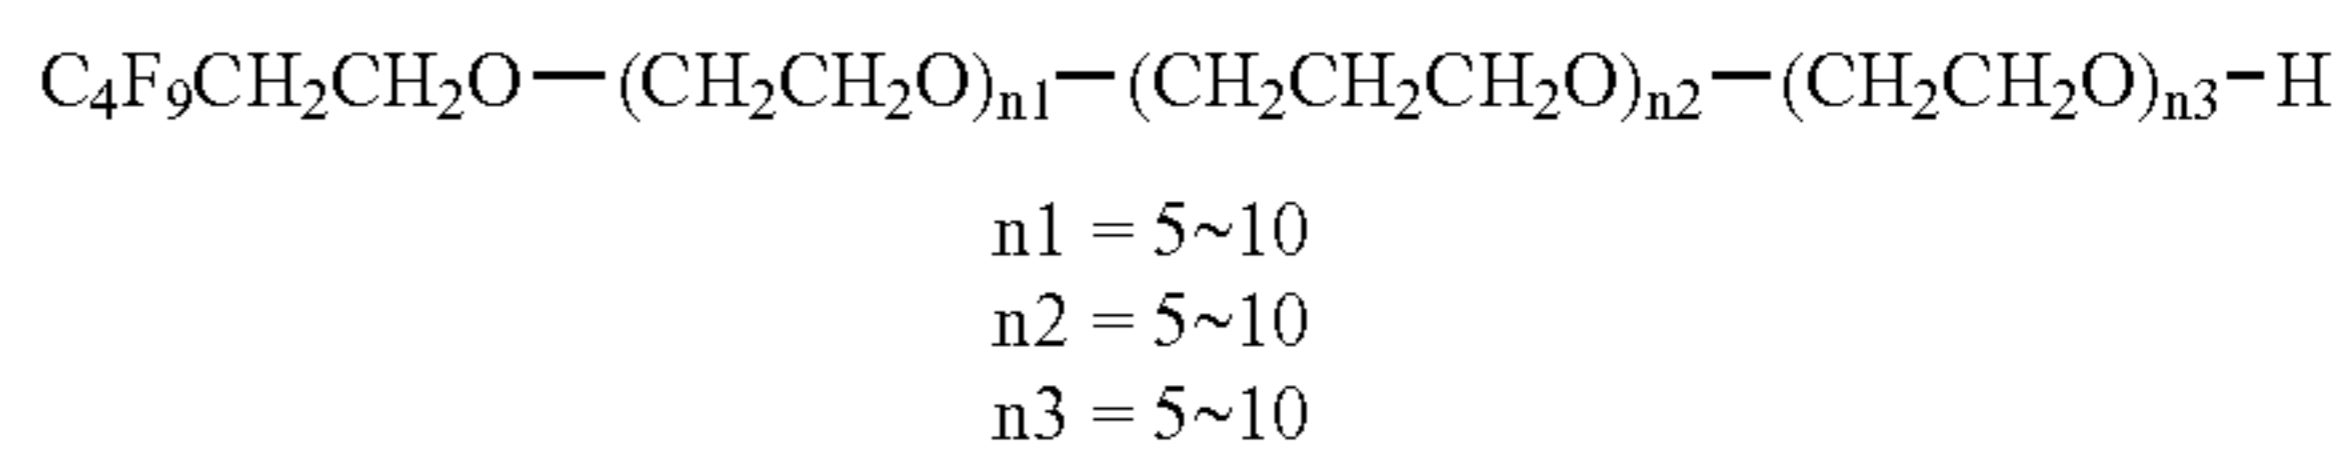 C₄F₉CH₂CH₂O—(CH₂CH₂O)ₙ₁—(CH₂CH₂CH₂O)ₙ₂—(CH₂CH₂O)ₙ₃–H
n1 = 5~10
n2 = 5~10
n3 = 5~10